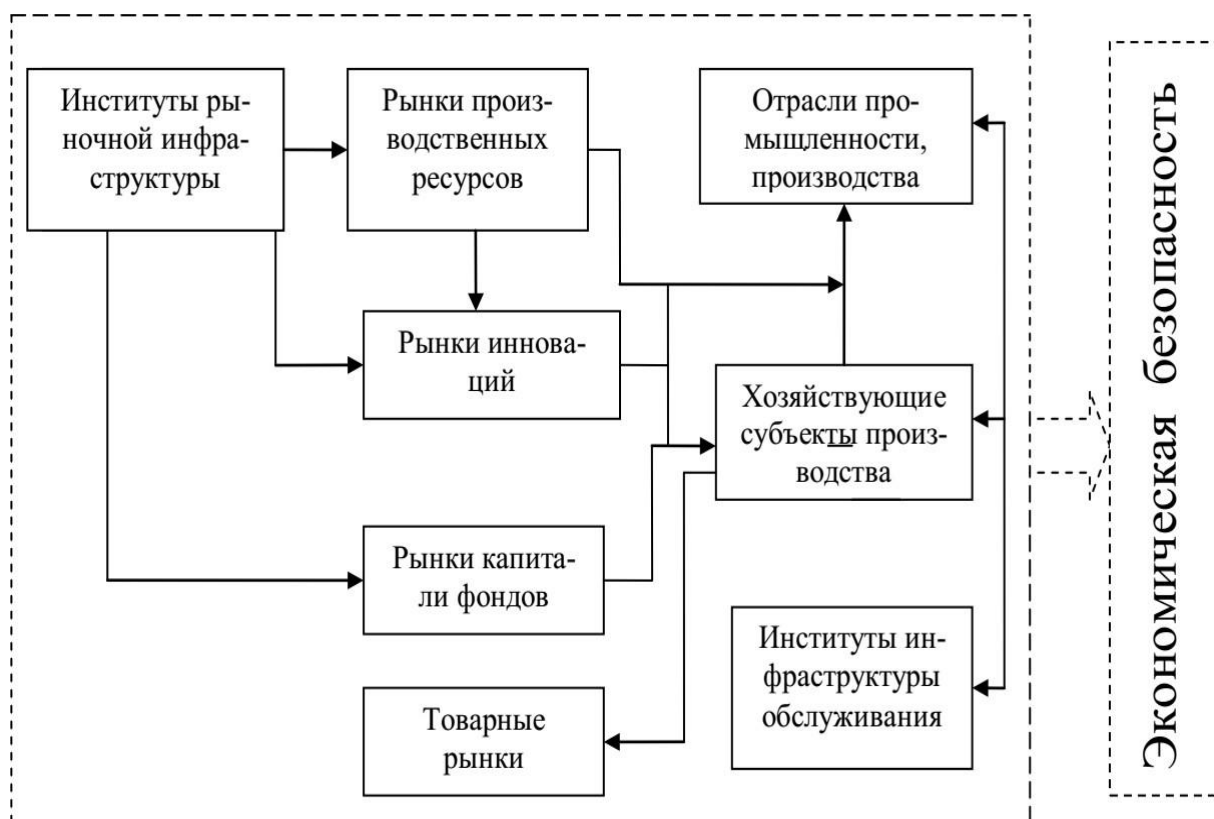 Институты ры-
ночной инфра-
структуры
Рынки произ-
водственных
ресурсов
Отрасли про-
мышленности,
производства
Рынки иннова-
ций
Хозяйствующие
субъекты произ-
водства
Рынки капита-
ли фондов
Институты ин-
фраструктуры
обслуживания
Товарные
рынки
Экономическая безопасность